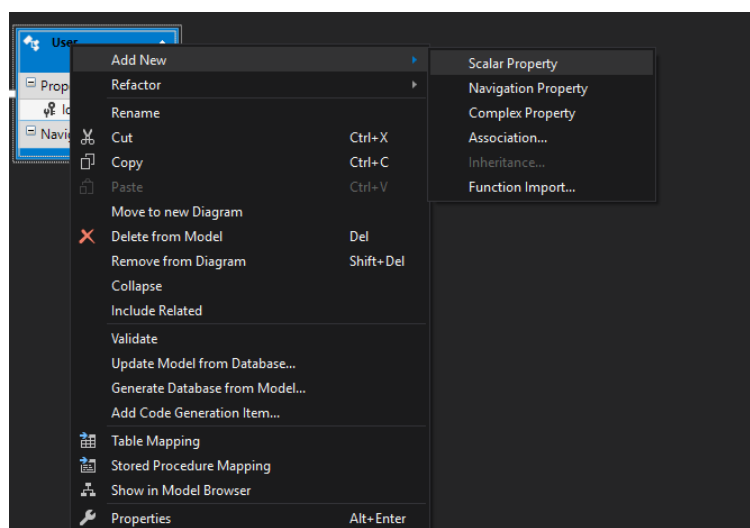 User
Add New
Scalar Property
Prop
Refactor
Navigation Property
Id
Rename
Complex Property
Navi
Cut Ctrl+X
Association...
Copy Ctrl+C
Inheritance...
Paste Ctrl+V
Function Import...
Move to new Diagram
Delete from Model Del
Remove from Diagram Shift+Del
Collapse
Include Related
Validate
Update Model from Database...
Generate Database from Model...
Add Code Generation Item...
Table Mapping
Stored Procedure Mapping
Show in Model Browser
Properties Alt+Enter